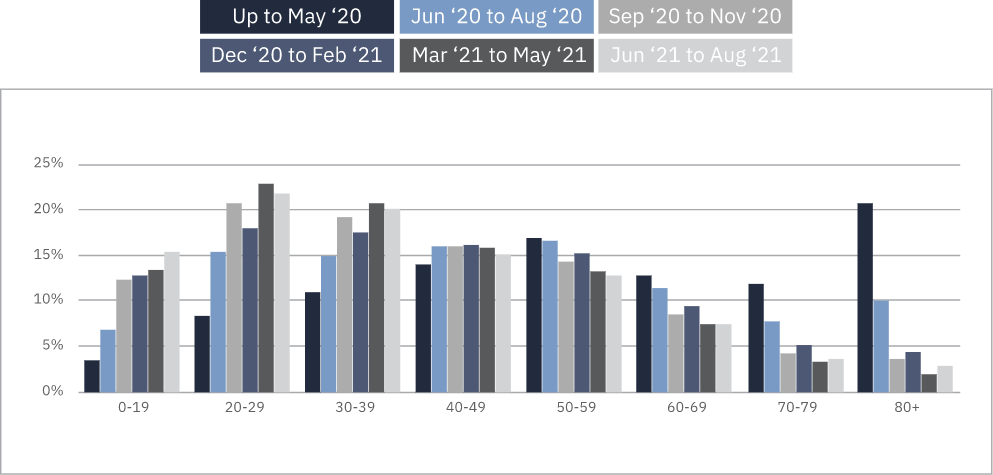 Up to May ‘20
Jun ‘20 to Aug ‘20
Sep ‘20 to Nov ‘20
Dec ‘20 to Feb ‘21
Mar ‘21 to May ‘21
Jun ‘21 to Aug ‘21
25%
20%
15%
10%
5%
0%
0-19 20-29 30-39 40-49 50-59 60-69 70-79 80+